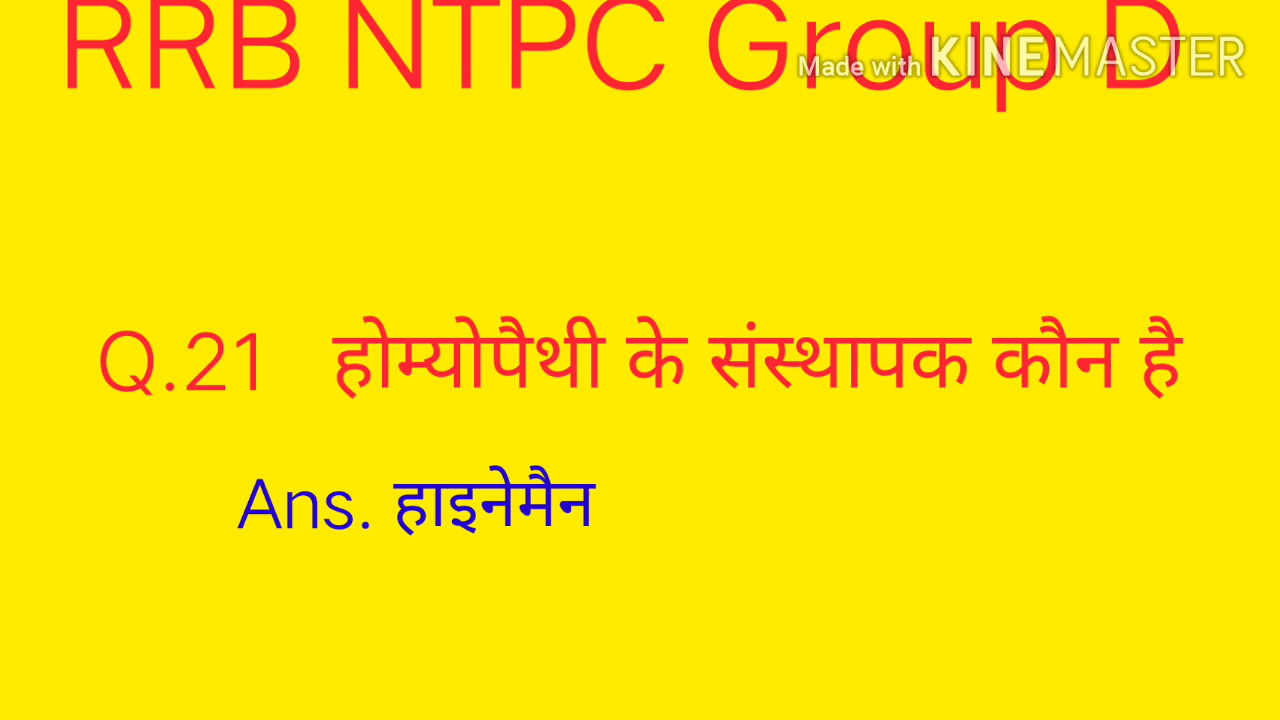 RRB NTPC Group D
Made with KINEMASTER
Q.21 होम्योपैथी के संस्थापक कौन है
Ans. हाइनेमैन